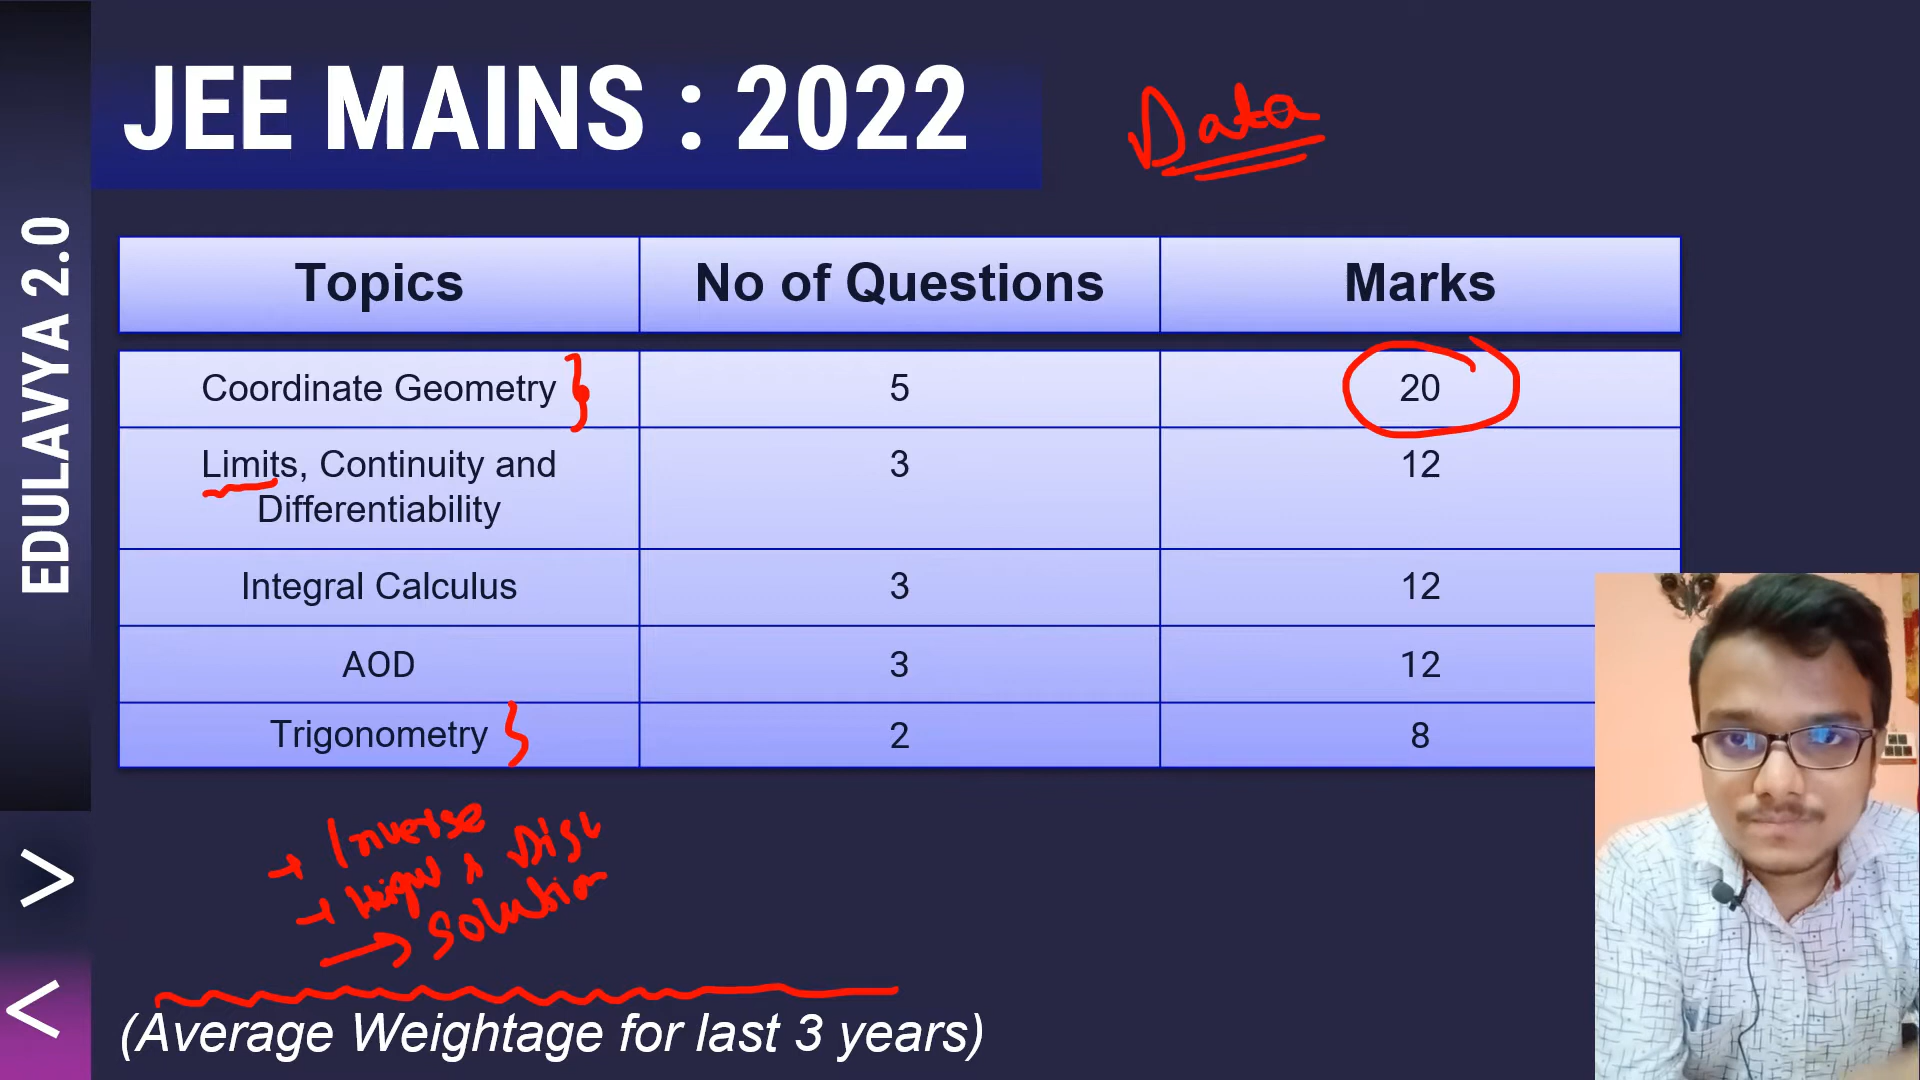 JEE MAINS : 2022
Data
EDULAVYA 2.0
Topics No of Questions Marks
Coordinate Geometry 5 20
Limits, Continuity and 3 12
Differentiability
Integral Calculus 3 12
AOD 3 12
Trigonometry 2 8
Inverse
Solution
(Average Weightage for last 3 years)